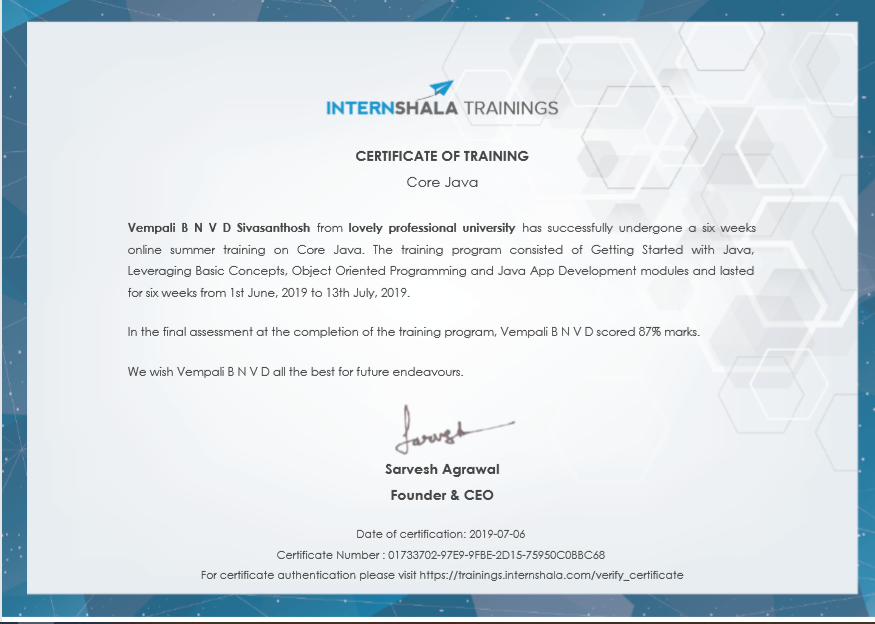 INTERNSHALA TRAININGS
CERTIFICATE OF TRAINING
Core Java
Vempali B N V D Sivasanthosh from lovely professional university has successfully undergone a six weeks
online summer training on Core Java. The training program consisted of Getting Started with Java,
Leveraging Basic Concepts, Object Oriented Programming and Java App Development modules and lasted
for six weeks from 1st June, 2019 to 13th July, 2019.
In the final assessment at the completion of the training program, Vempali B N V D scored 87% marks.
We wish Vempali B N V D all the best for future endeavours.
Sarvesh
Sarvesh Agrawal
Founder & CEO
Date of certification: 2019-07-06
Certificate Number : 01733702-97E9-9FBE-2D15-75950C0BBC68
For certificate authentication please visit https://trainings.internshala.com/verify_certificate